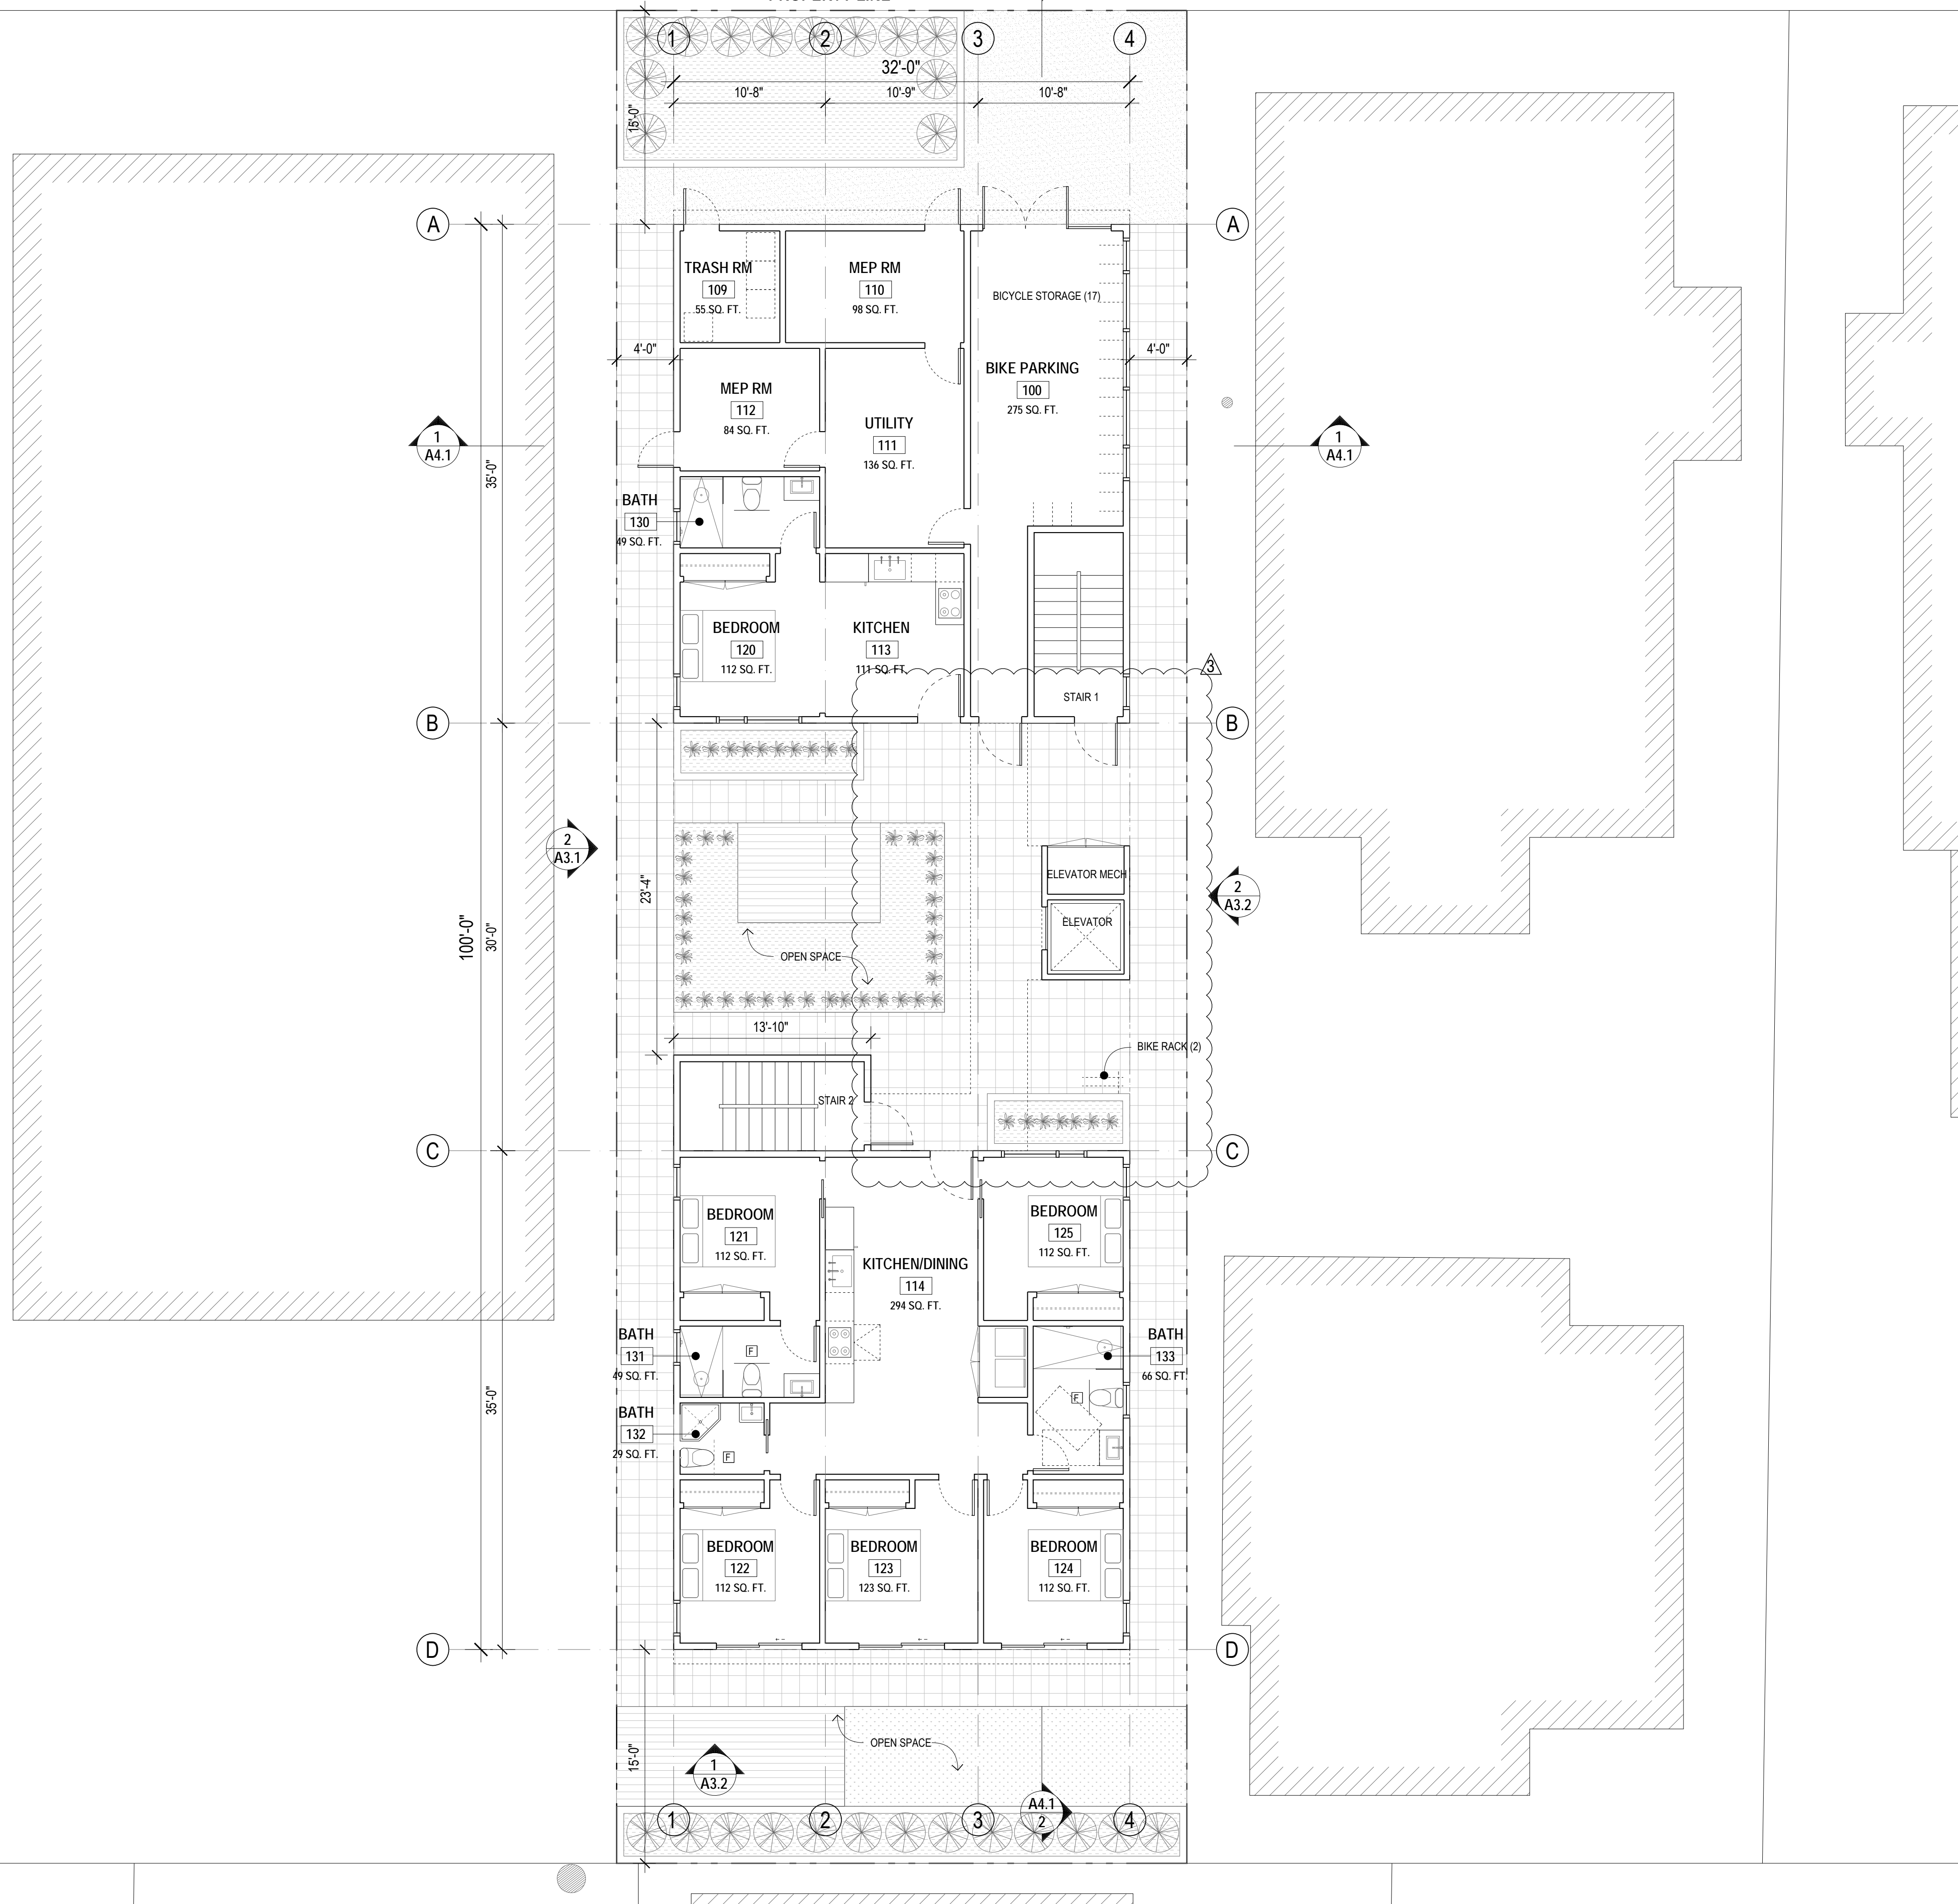 1
2
3
4
32'-0"
10'-8"
10'-9"
10'-8"
15'-0"
A
A
TRASH RM
109
55 SQ. FT.
MEP RM
110
98 SQ. FT.
BICYCLE STORAGE (17)
4'-0"
4'-0"
BIKE PARKING
100
275 SQ. FT.
MEP RM
112
84 SQ. FT.
UTILITY
111
136 SQ. FT.
1
A4.1
1
A4.1
35'-0"
BATH
130
49 SQ. FT.
BEDROOM
120
112 SQ. FT.
KITCHEN
113
111 SQ. FT.
3
STAIR 1
B
B
2
A3.1
23'-4"
ELEVATOR MECH
2
A3.2
ELEVATOR
100'-0"
30'-0"
OPEN SPACE
13'-10"
BIKE RACK (2)
STAIR 2
C
C
BEDROOM
121
112 SQ. FT.
BEDROOM
125
112 SQ. FT.
KITCHEN/DINING
114
294 SQ. FT.
BATH
131
49 SQ. FT.
F
BATH
133
66 SQ. FT.
F
35'-0"
BATH
132
29 SQ. FT.
F
BEDROOM
122
112 SQ. FT.
BEDROOM
123
123 SQ. FT.
BEDROOM
124
112 SQ. FT.
D
D
15'-0"
OPEN SPACE
1
A3.2
A4.1
2
1
2
3
4